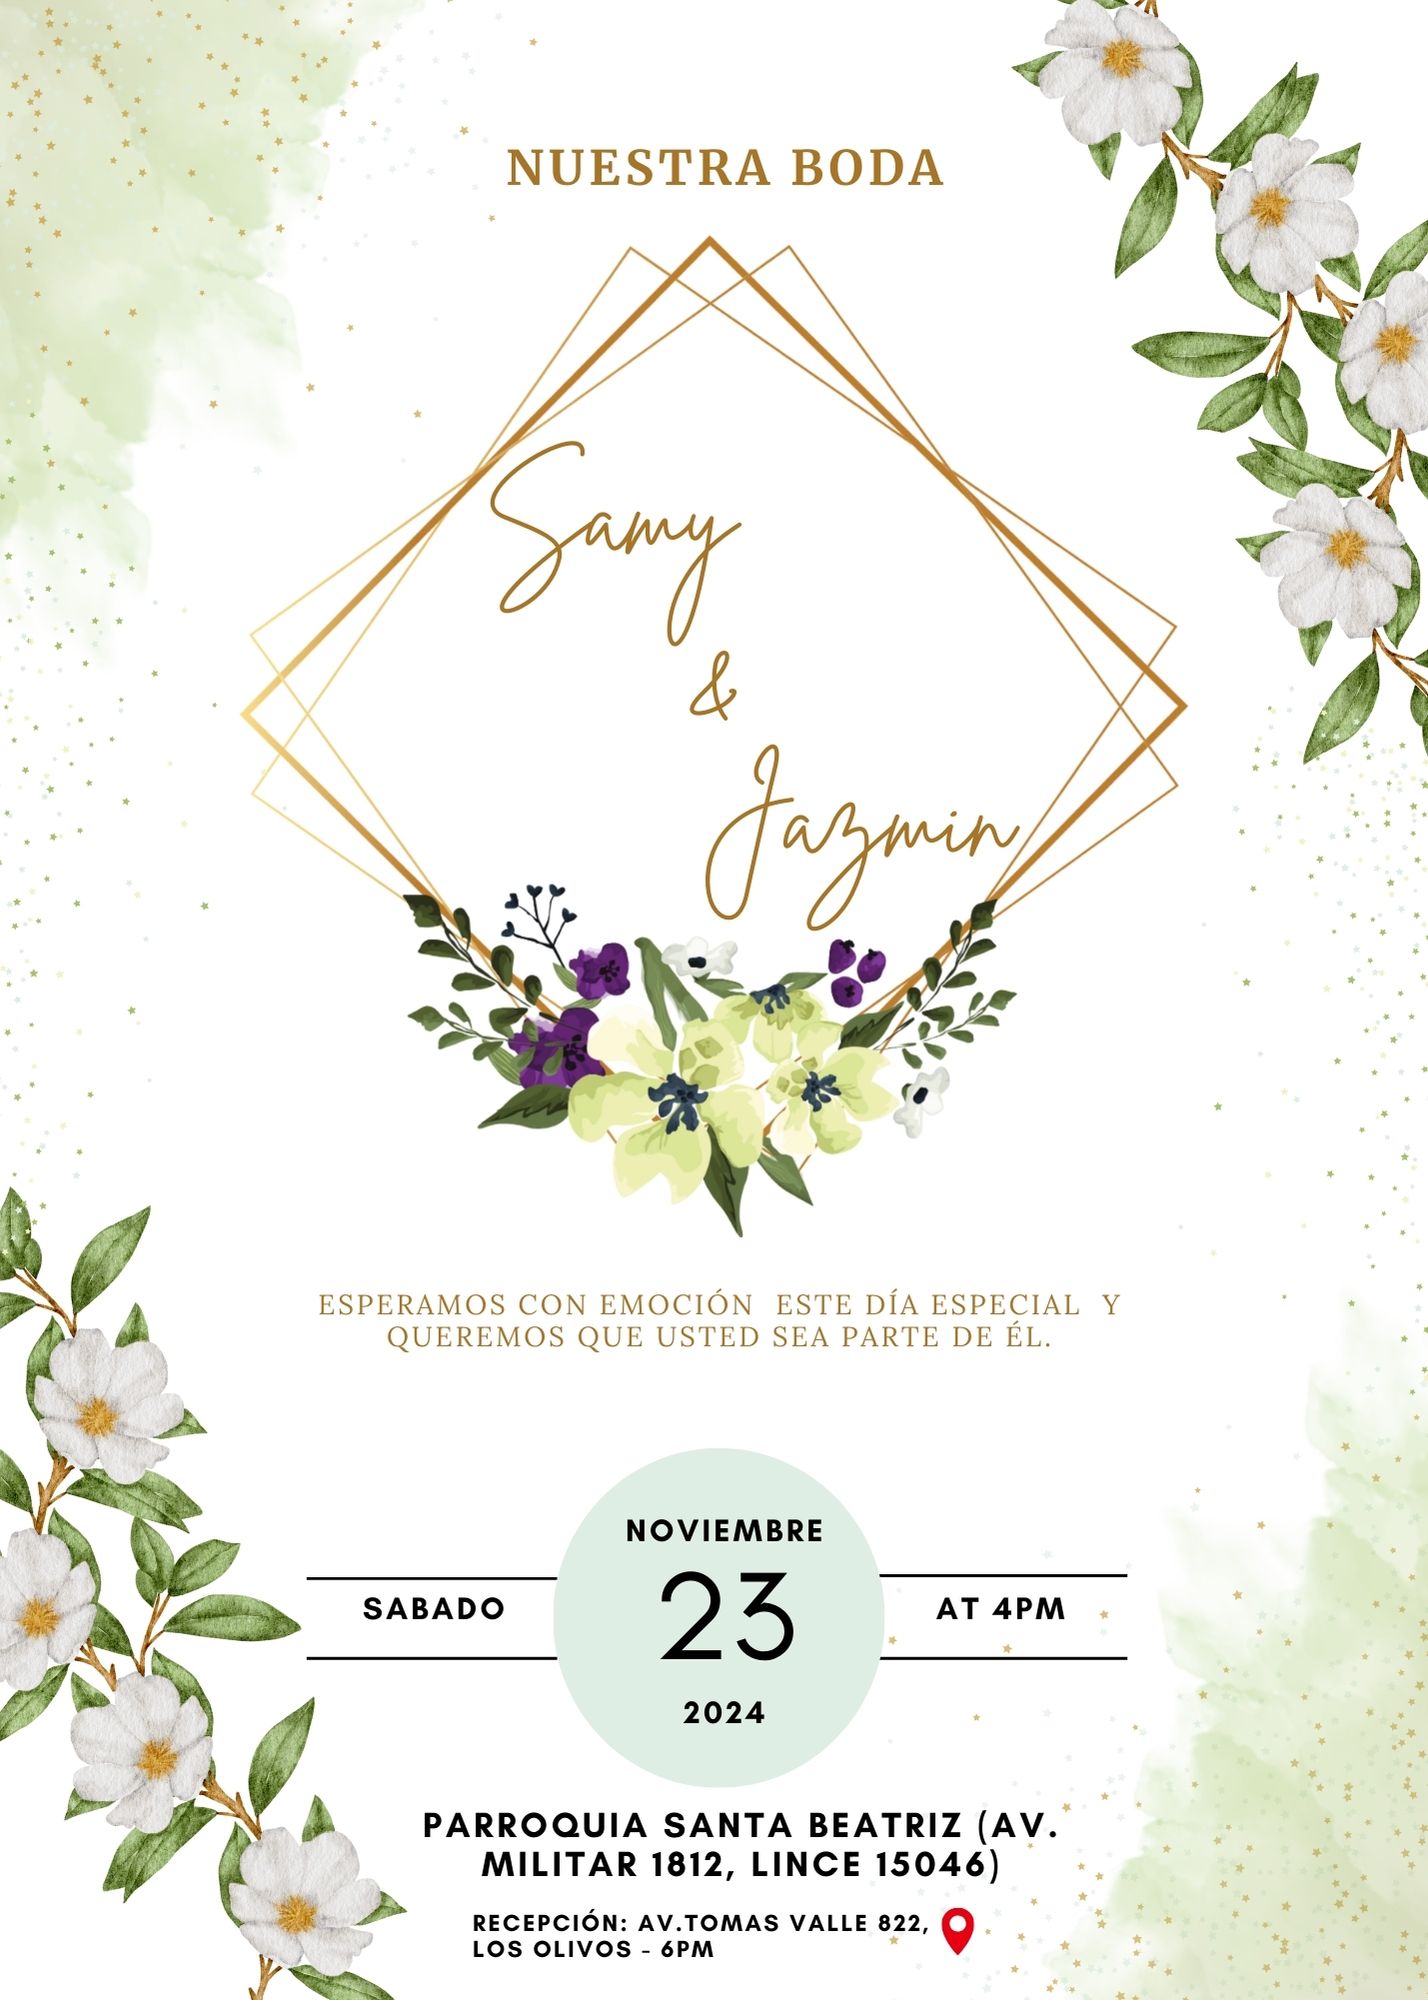 NUESTRA BODA
Samy
&
Jazmin
ESPERAMOS CON EMOCIÓN ESTE DÍA ESPECIAL Y
QUEREMOS QUE USTED SEA PARTE DE ÉL.
NOVIEMBRE
SABADO
23
AT 4PM
2024
PARROQUIA SANTA BEATRIZ (AV.
MILITAR 1812, LINCE 15046)
RECEPCIÓN: AV.TOMAS VALLE 822,
LOS OLIVOS - 6PM